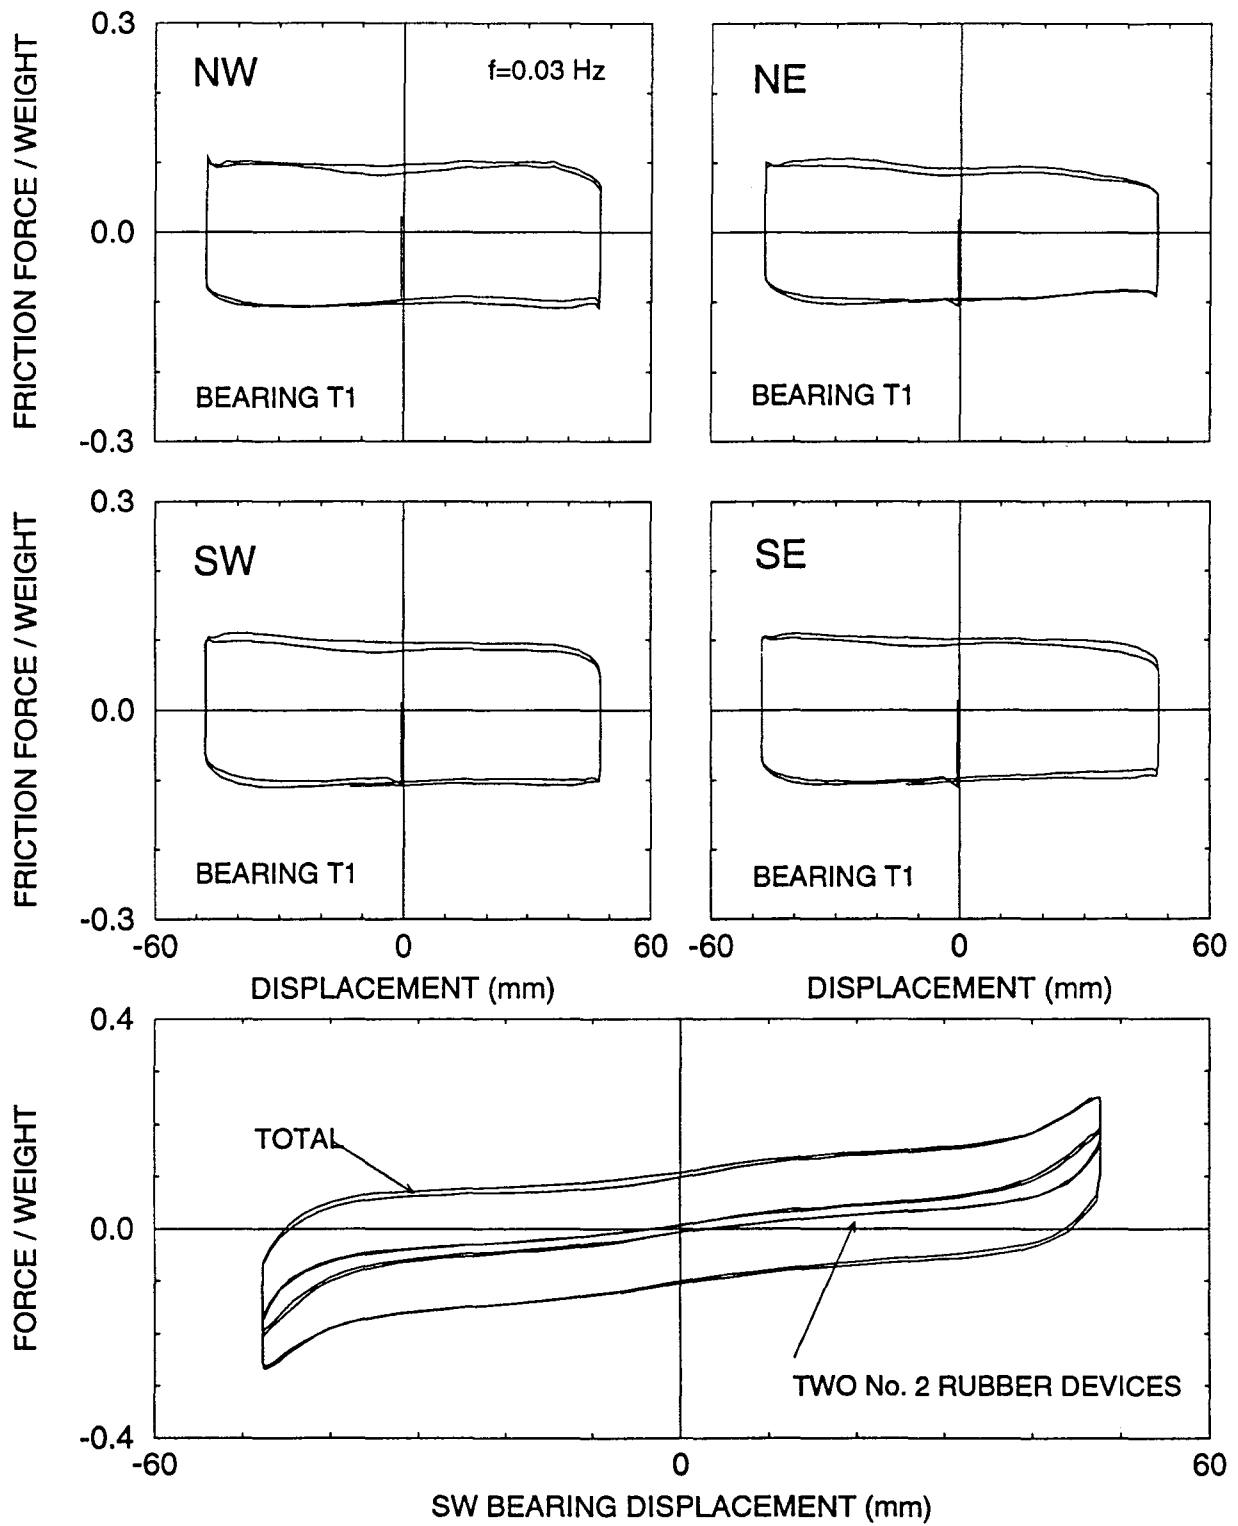 FRICTION FORCE / WEIGHT
0.3
0.0
-0.3
NW
f=0.03 Hz
BEARING T1
NE
BEARING T1
FRICTION FORCE / WEIGHT
0.3
0.0
-0.3
SW
BEARING T1
SE
BEARING T1
-60 0 60
-60 0 60
DISPLACEMENT (mm)
DISPLACEMENT (mm)
FORCE / WEIGHT
0.4
0.0
-0.4
TOTAL
TWO No. 2 RUBBER DEVICES
-60 0 60
SW BEARING DISPLACEMENT (mm)